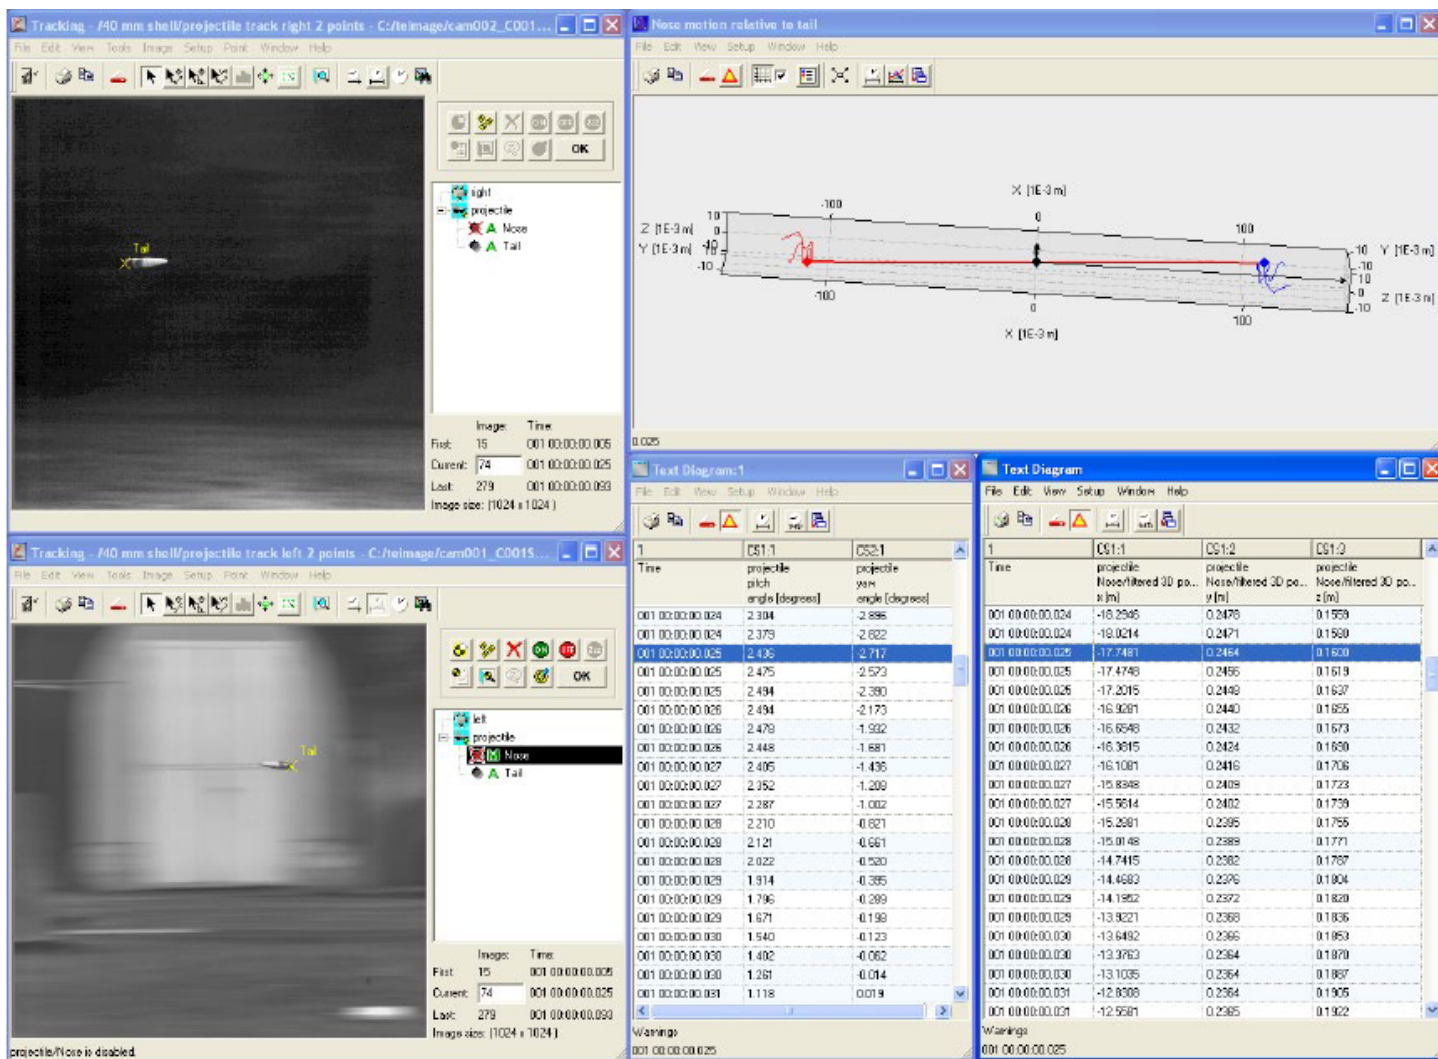 Tracking - /40 mm shell/projectile track right 2 points - C:/teimage/cam002_C001...
File Edit View Tools Image Setup Point Window Help
OK
right
projectile
A Nose
A Tail
Tail
Image: Time:
First: 15 001 00:00:00.005
Current: 74 001 00:00:00.025
Last: 279 001 00:00:00.093
Image size: (1024 x 1024 )
Nose motion relative to tail
File Edit View Setup Window Help
X [1E-3 m]
-100 0 100
Z [1E-3 m] 10 0 -10
Y [1E-3 m] 10 -10
10 Y [1E-3 m]
-10
10
0 Z [1E-3 m]
-10
-100 0 100
X [1E-3 m]
0.025
Tracking - /40 mm shell/projectile track left 2 points - C:/teimage/cam001_C001S...
File Edit View Tools Image Setup Point Window Help
OK
left
projectile
M Nose
A Tail
Tail
Image: Time:
First: 15 001 00:00:00.005
Current: 74 001 00:00:00.025
Last: 279 001 00:00:00.093
Image size: (1024 x 1024 )
projectile/Nose is disabled.
Text Diagram:1
File Edit View Setup Window Help
1 CS1:1 CS2:1
Time projectile projectile
pitch yaw
angle [degrees] angle [degrees]
001 00:00:00.024 2.304 -2.896
001 00:00:00.024 2.379 -2.822
001 00:00:00.025 2.436 -2.717
001 00:00:00.025 2.475 -2.573
001 00:00:00.025 2.494 -2.390
001 00:00:00.026 2.494 -2.173
001 00:00:00.026 2.478 -1.932
001 00:00:00.026 2.448 -1.681
001 00:00:00.027 2.405 -1.436
001 00:00:00.027 2.352 -1.209
001 00:00:00.027 2.287 -1.002
001 00:00:00.028 2.210 -0.821
001 00:00:00.028 2.121 -0.661
001 00:00:00.028 2.022 -0.520
001 00:00:00.029 1.914 -0.395
001 00:00:00.029 1.796 -0.289
001 00:00:00.029 1.671 -0.198
001 00:00:00.030 1.540 -0.123
001 00:00:00.030 1.402 -0.062
001 00:00:00.030 1.261 -0.014
001 00:00:00.031 1.118 0.019
Warnings
001 00:00:00.025
Text Diagram
File Edit View Setup Window Help
1 CS1:1 CS1:2 CS1:3
Time projectile projectile projectile
Nose/filtered 3D po... Nose/filtered 3D po... Nose/filtered 3D po...
x [m] y [m] z [m]
001 00:00:00.024 -18.2946 0.2478 0.1559
001 00:00:00.024 -18.0214 0.2471 0.1580
001 00:00:00.025 -17.7481 0.2464 0.1600
001 00:00:00.025 -17.4748 0.2456 0.1619
001 00:00:00.025 -17.2015 0.2448 0.1637
001 00:00:00.026 -16.9281 0.2440 0.1655
001 00:00:00.026 -16.6548 0.2432 0.1673
001 00:00:00.026 -16.3815 0.2424 0.1690
001 00:00:00.027 -16.1081 0.2416 0.1706
001 00:00:00.027 -15.8348 0.2409 0.1723
001 00:00:00.027 -15.5614 0.2402 0.1739
001 00:00:00.028 -15.2881 0.2395 0.1755
001 00:00:00.028 -15.0148 0.2389 0.1771
001 00:00:00.028 -14.7415 0.2382 0.1787
001 00:00:00.029 -14.4683 0.2376 0.1804
001 00:00:00.029 -14.1952 0.2372 0.1820
001 00:00:00.029 -13.9221 0.2368 0.1836
001 00:00:00.030 -13.6492 0.2366 0.1853
001 00:00:00.030 -13.3763 0.2364 0.1870
001 00:00:00.030 -13.1035 0.2364 0.1887
001 00:00:00.031 -12.8308 0.2364 0.1905
001 00:00:00.031 -12.5581 0.2365 0.1922
Warnings
001 00:00:00.025